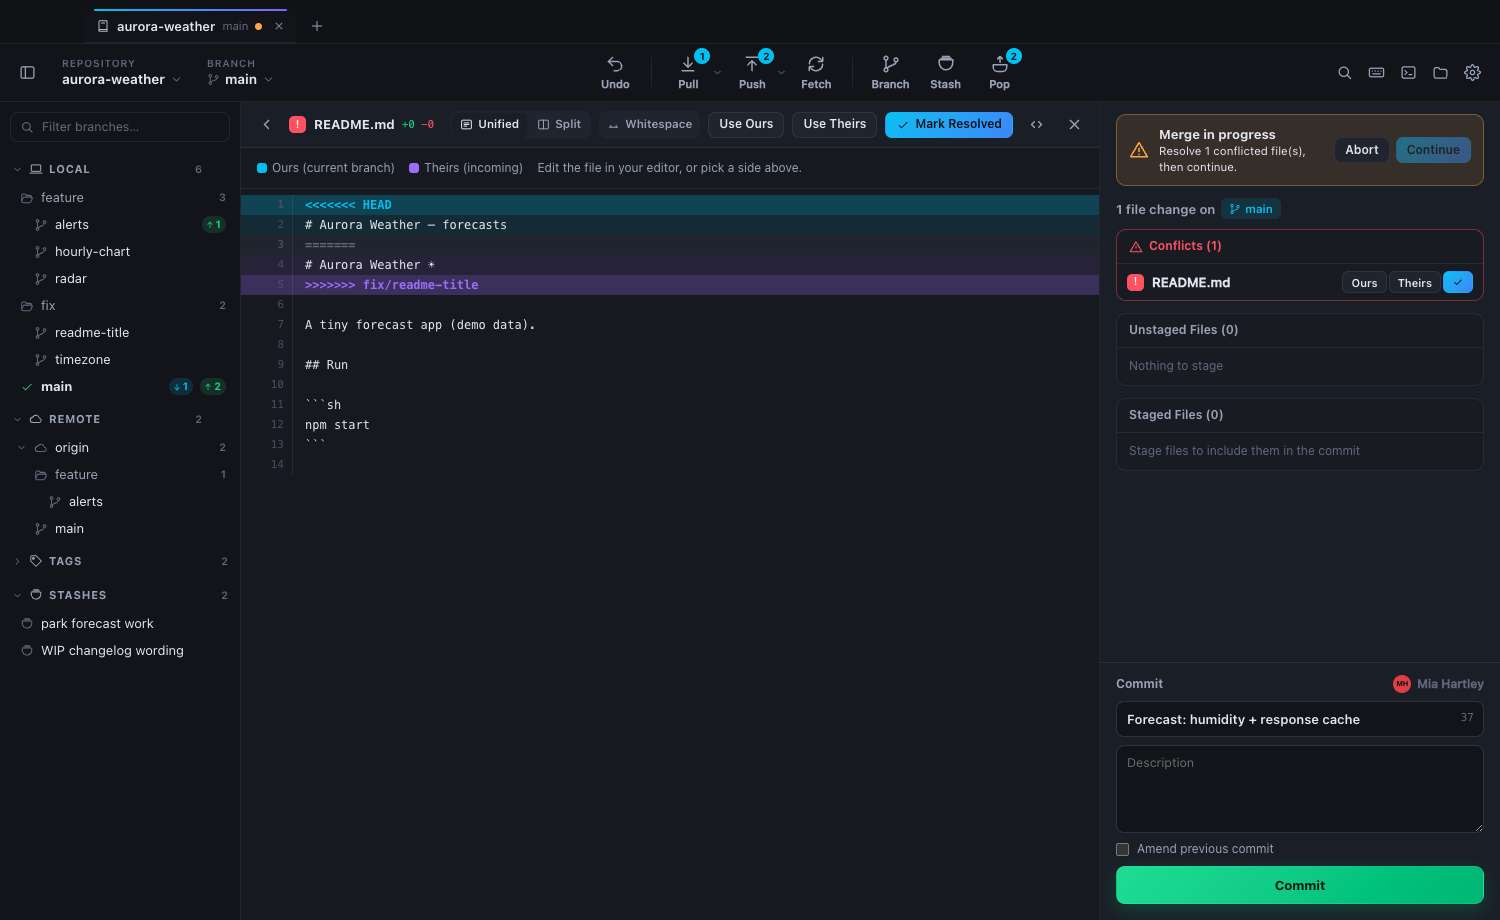 aurora-weather main
REPOSITORY
aurora-weather
BRANCH
main
Undo
Pull 1
Push 2
Fetch
Branch
Stash
Pop 2
Filter branches...
LOCAL 6
feature 3
alerts ↑1
hourly-chart
radar
fix 2
readme-title
timezone
main ↓1 ↑2
REMOTE 2
origin 2
feature 1
alerts
main
TAGS 2
STASHES 2
park forecast work
WIP changelog wording
! README.md +0 −0
Unified
Split
Whitespace
Use Ours
Use Theirs
Mark Resolved
Ours (current branch) Theirs (incoming) Edit the file in your editor, or pick a side above.
1 <<<<<<< HEAD
2 # Aurora Weather — forecasts
3 =======
4 # Aurora Weather ☀
5 >>>>>>> fix/readme-title
6
7 A tiny forecast app (demo data).
8
9 ## Run
10
11 ```sh
12 npm start
13 ```
14
Merge in progress
Resolve 1 conflicted file(s),
then continue.
Abort
Continue
1 file change on main
Conflicts (1)
! README.md Ours Theirs
Unstaged Files (0)
Nothing to stage
Staged Files (0)
Stage files to include them in the commit
Commit MH Mia Hartley
Forecast: humidity + response cache 37
Description
Amend previous commit
Commit